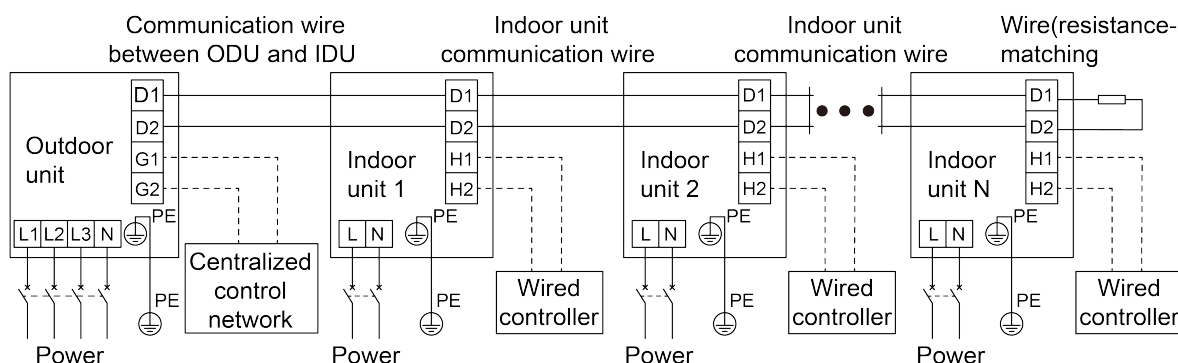 Communication wire
between ODU and IDU
Indoor unit
communication wire
Indoor unit
communication wire
Wire(resistance-
matching
D1
D2
G1
G2
Outdoor
unit
L1 L2 L3 N
PE
PE
Power
Centralized
control
network
D1
D2
H1
H2
Indoor
unit 1
L N
PE
PE
Power
Wired
controller
D1
D2
H1
H2
Indoor
unit 2
L N
PE
PE
Power
Wired
controller
D1
D2
H1
H2
Indoor
unit N
L N
PE
PE
Power
Wired
controller